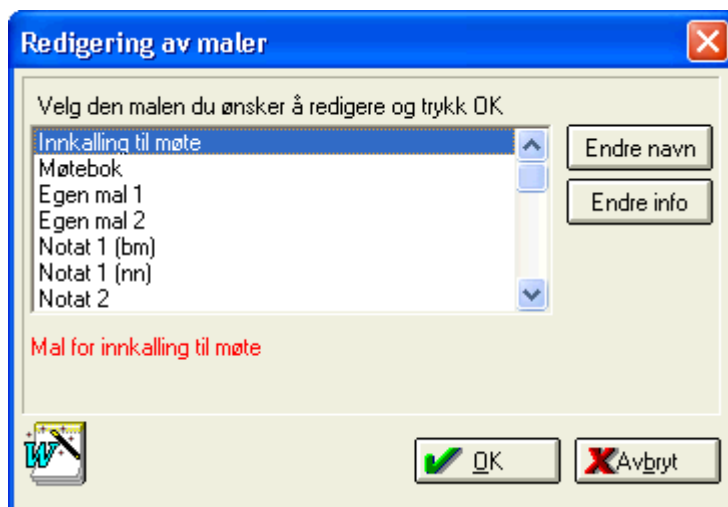 Redigering av maler
Velg den malen du ønsker å redigere og trykk OK
Innkalling til møte
Møtebok
Egen mal 1
Egen mal 2
Notat 1 (bm)
Notat 1 (nn)
Notat 2
Endre navn
Endre info
Mal for innkalling til møte
W
OK
Avbryt